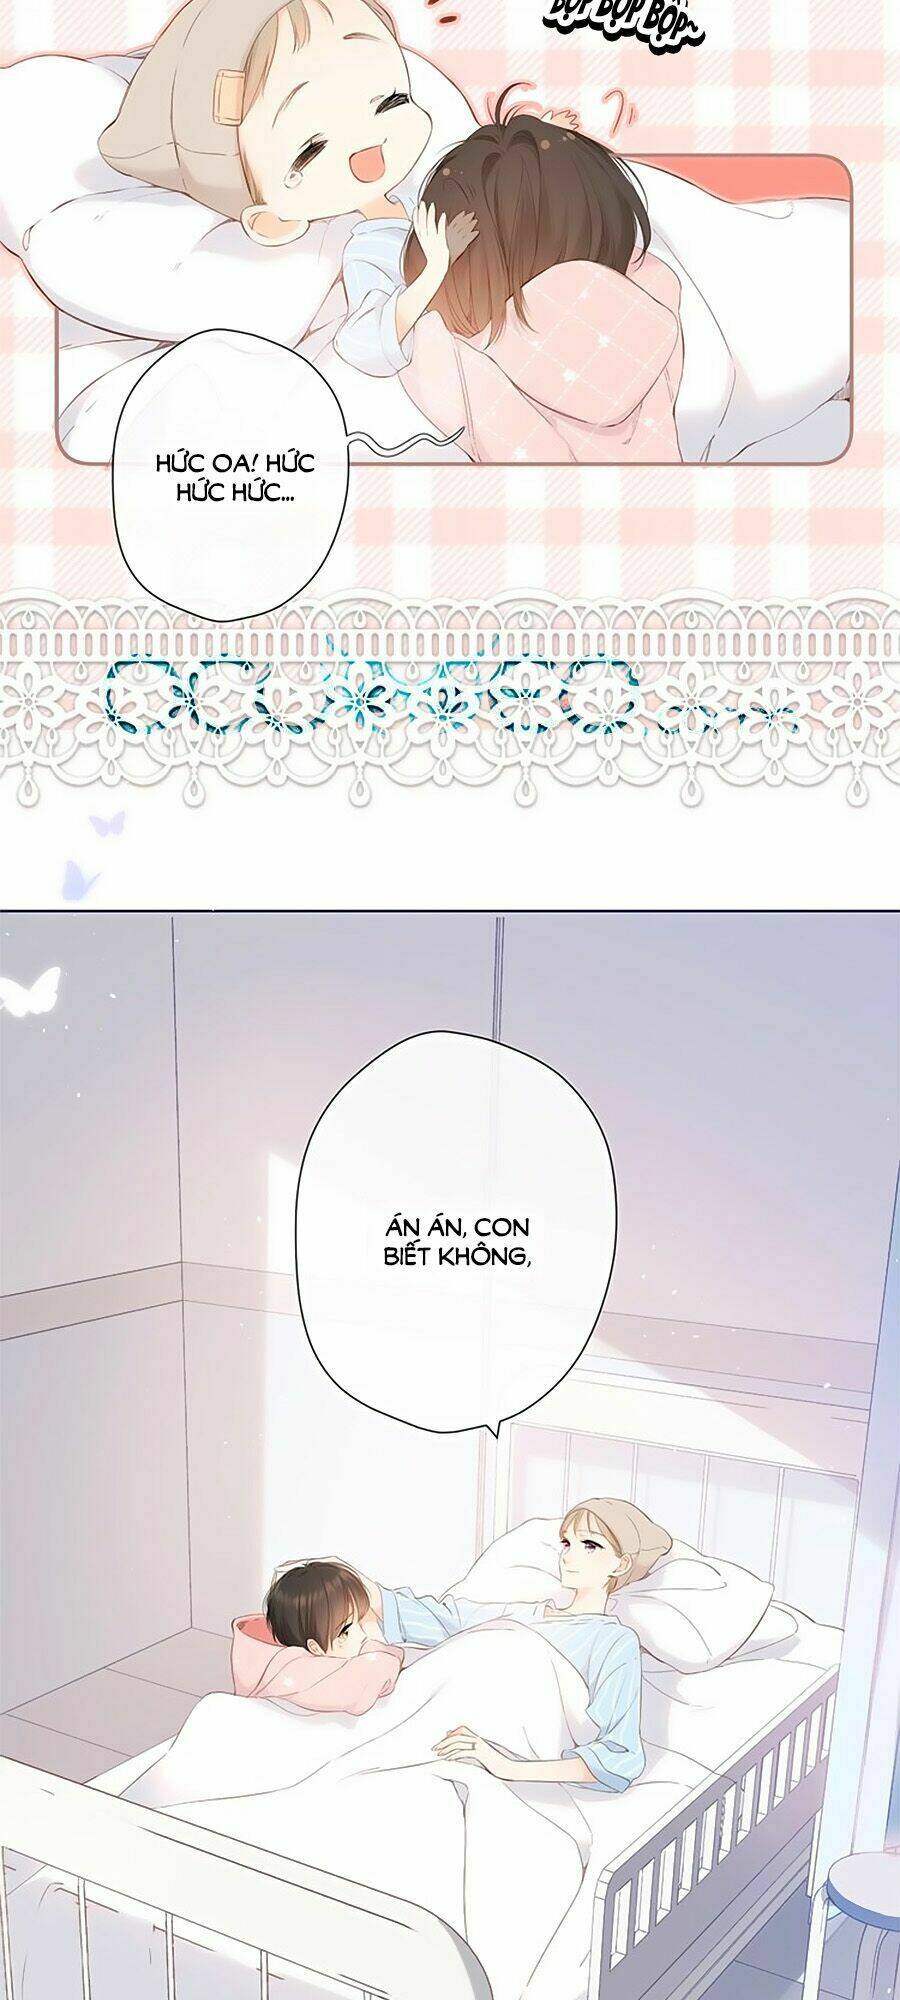 BỘP BỘP BỘP~
HỨC OA! HỨC
HỨC HỨC...
ÁN ÁN, CON
BIẾT KHÔNG,